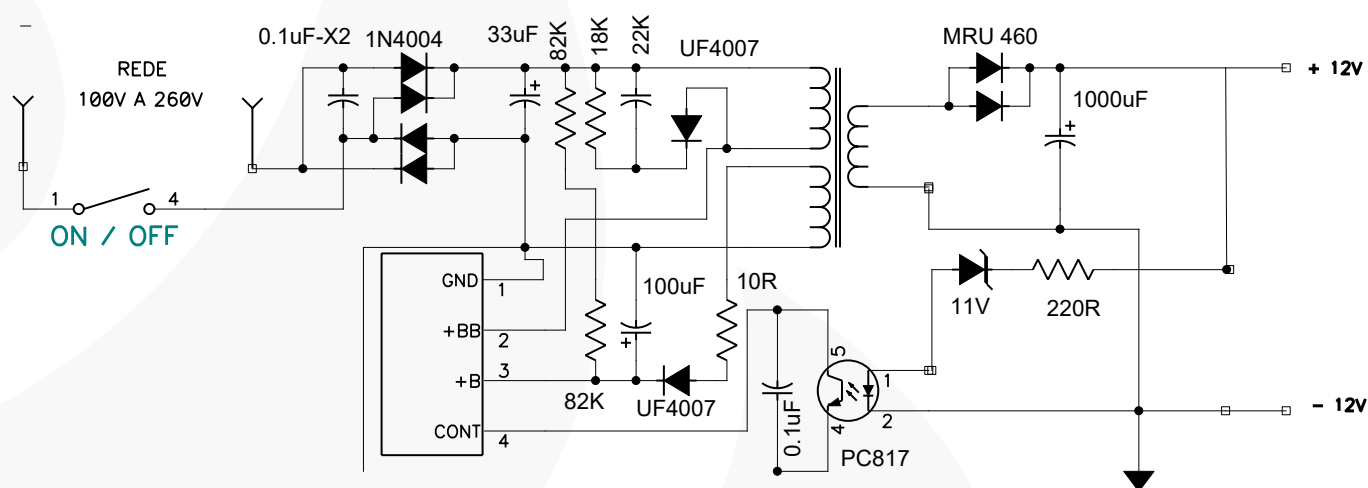 0.1uF-X2
1N4004
33uF
82K
18K
22K
UF4007
MRU 460
+ 12V
REDE
100V A 260V
1000uF
+
+
1
4
ON / OFF
GND
1
100uF
+
10R
11V
220R
+BB
2
+B
3
82K
UF4007
0.1uF
5
4
1
2
PC817
- 12V
CONT
4